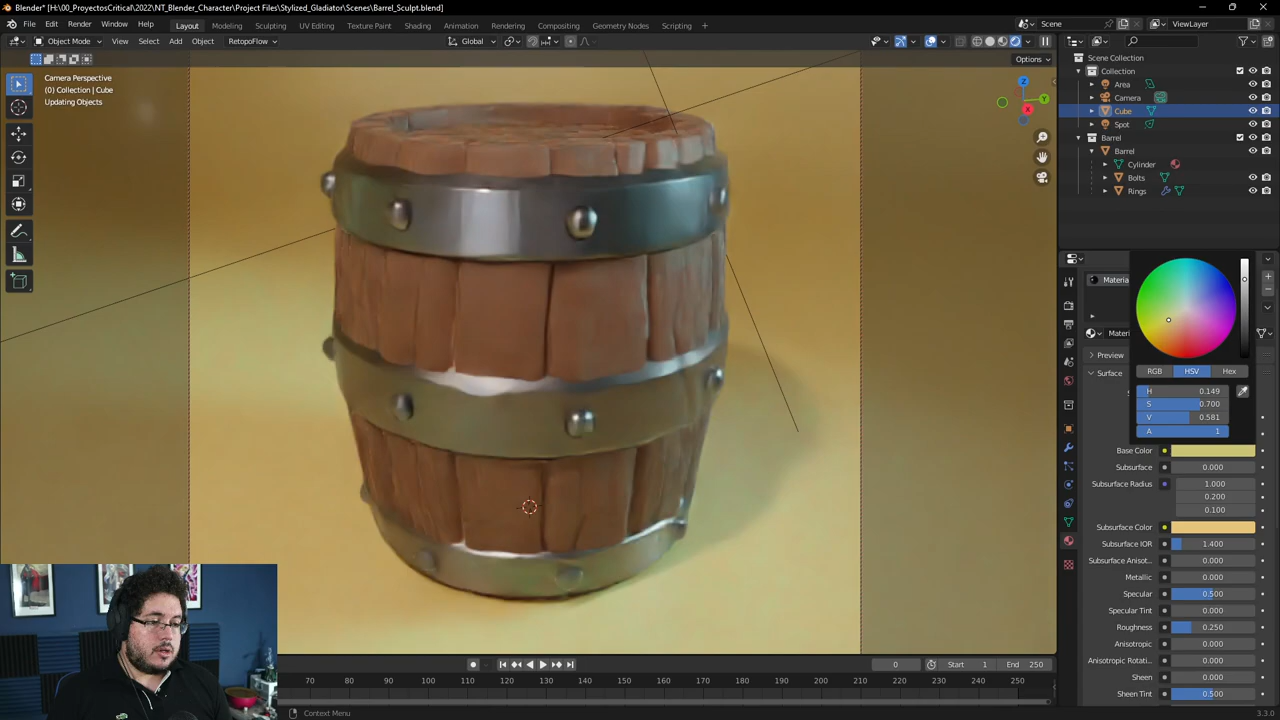 Blender* [H:\00_ProyectosCritical\2022\NT_Blender_Character\Project Files\Stylized_Gladiator\Scenes\Barrel_Sculpt.blend]
File Edit Render Window Help Layout Modeling Sculpting UV Editing Texture Paint Shading Animation Rendering Compositing Geometry Nodes Scripting + Scene ViewLayer
Object Mode View Select Add Object RetopoFlow Global
Options
Camera Perspective
(0) Collection | Cube
Updating Objects
Z
Y
X
Scene Collection
Collection
Area
Camera
Cube
Spot
Barrel
Barrel
Cylinder
Bolts
Rings
Material
Materi
Preview
Surface
RGB HSV Hex
H 0.149
S 0.700
V 0.581
A 1
Base Color
Subsurface 0.000
Subsurface Radius 1.000
0.200
0.100
Subsurface Color
Subsurface IOR 1.400
Subsurface Anisot... 0.000
Metallic 0.000
Specular 0.500
Specular Tint 0.000
Roughness 0.250
Anisotropic 0.000
Anisotropic Rotati... 0.000
Sheen 0.000
Sheen Tint 0.500
0 Start 1 End 250
70 80 90 100 110 120 130 140 150 160 170 180 190 200 210 220 230 240 250
Context Menu 3.3.0